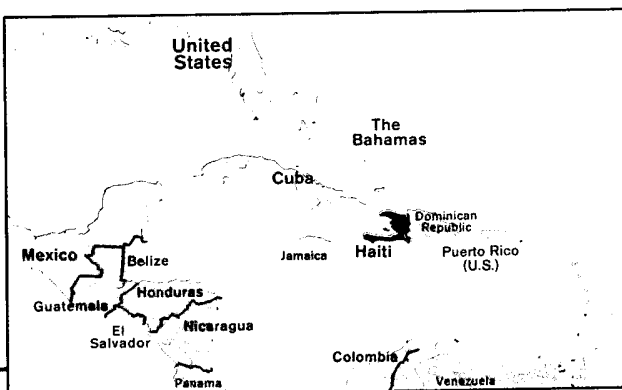 United
States
The
Bahamas
Cuba
Dominican
Republic
Mexico
Belize
Jamaica
Haiti
Puerto Rico
(U.S.)
Guatemala
Honduras
El
Salvador
Nicaragua
Colombia
Panama
Venezuela